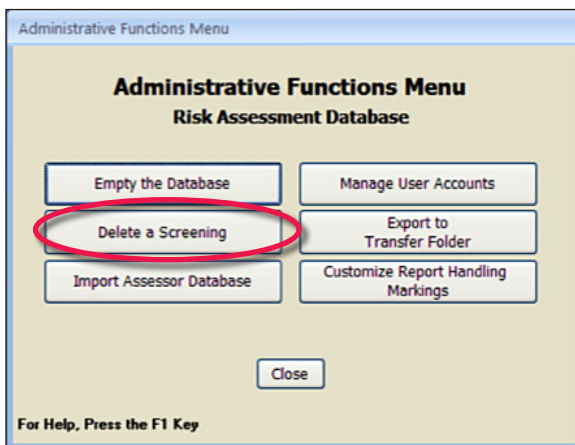 Administrative Functions Menu
Administrative Functions Menu
Risk Assessment Database
Empty the Database
Manage User Accounts
Delete a Screening
Export to
Transfer Folder
Import Assessor Database
Customize Report Handling
Markings
Close
For Help, Press the F1 Key